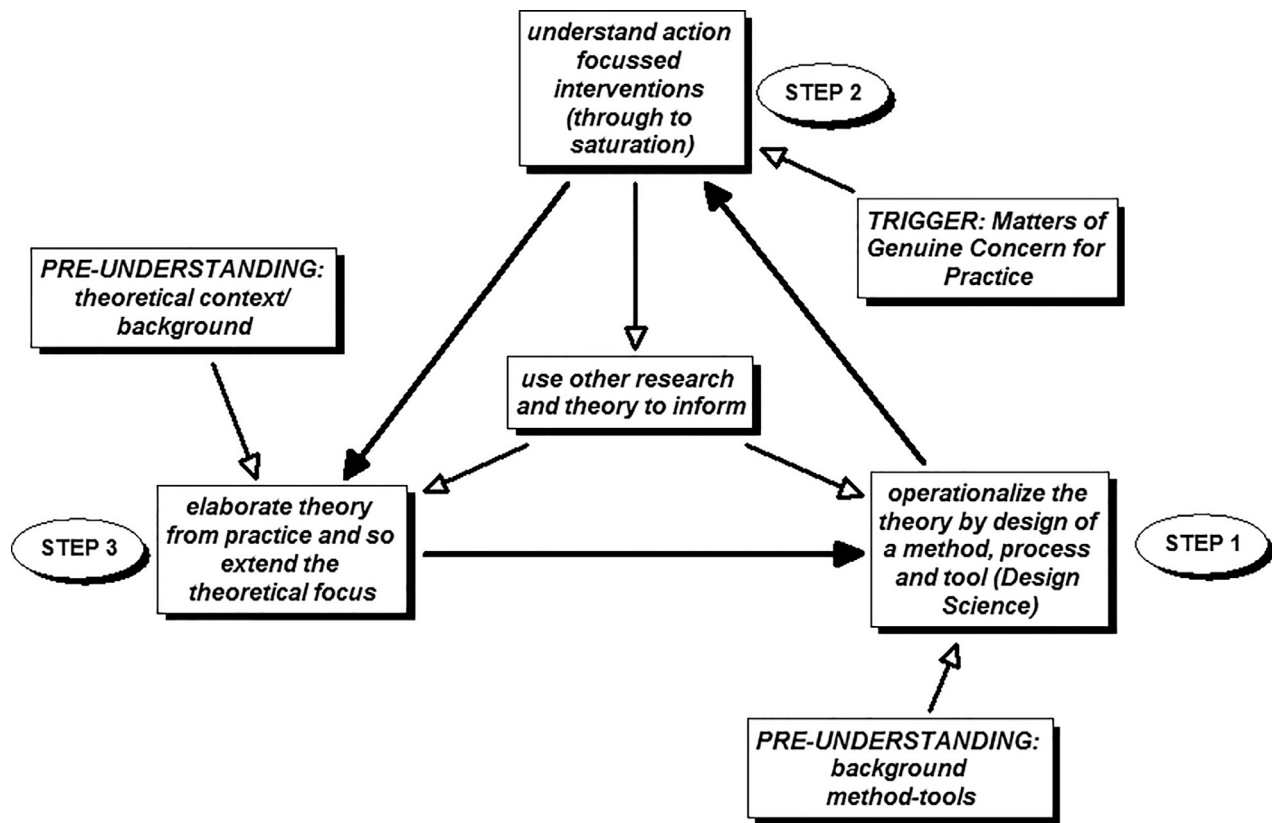 understand action
focussed
interventions
(through to
saturation)
STEP 2
TRIGGER: Matters of
Genuine Concern for
Practice
PRE-UNDERSTANDING:
theoretical context/
background
use other research
and theory to inform
STEP 3
elaborate theory
from practice and so
extend the
theoretical focus
operationalize the
theory by design of
a method, process
and tool (Design
Science)
STEP 1
PRE-UNDERSTANDING:
background
method-tools